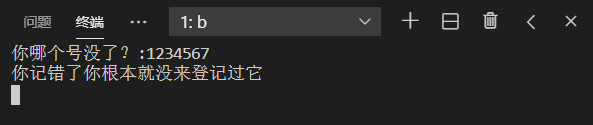 问题 终端 ··· 1: b
你哪个号没了？:1234567
你记错了你根本就没来登记过它